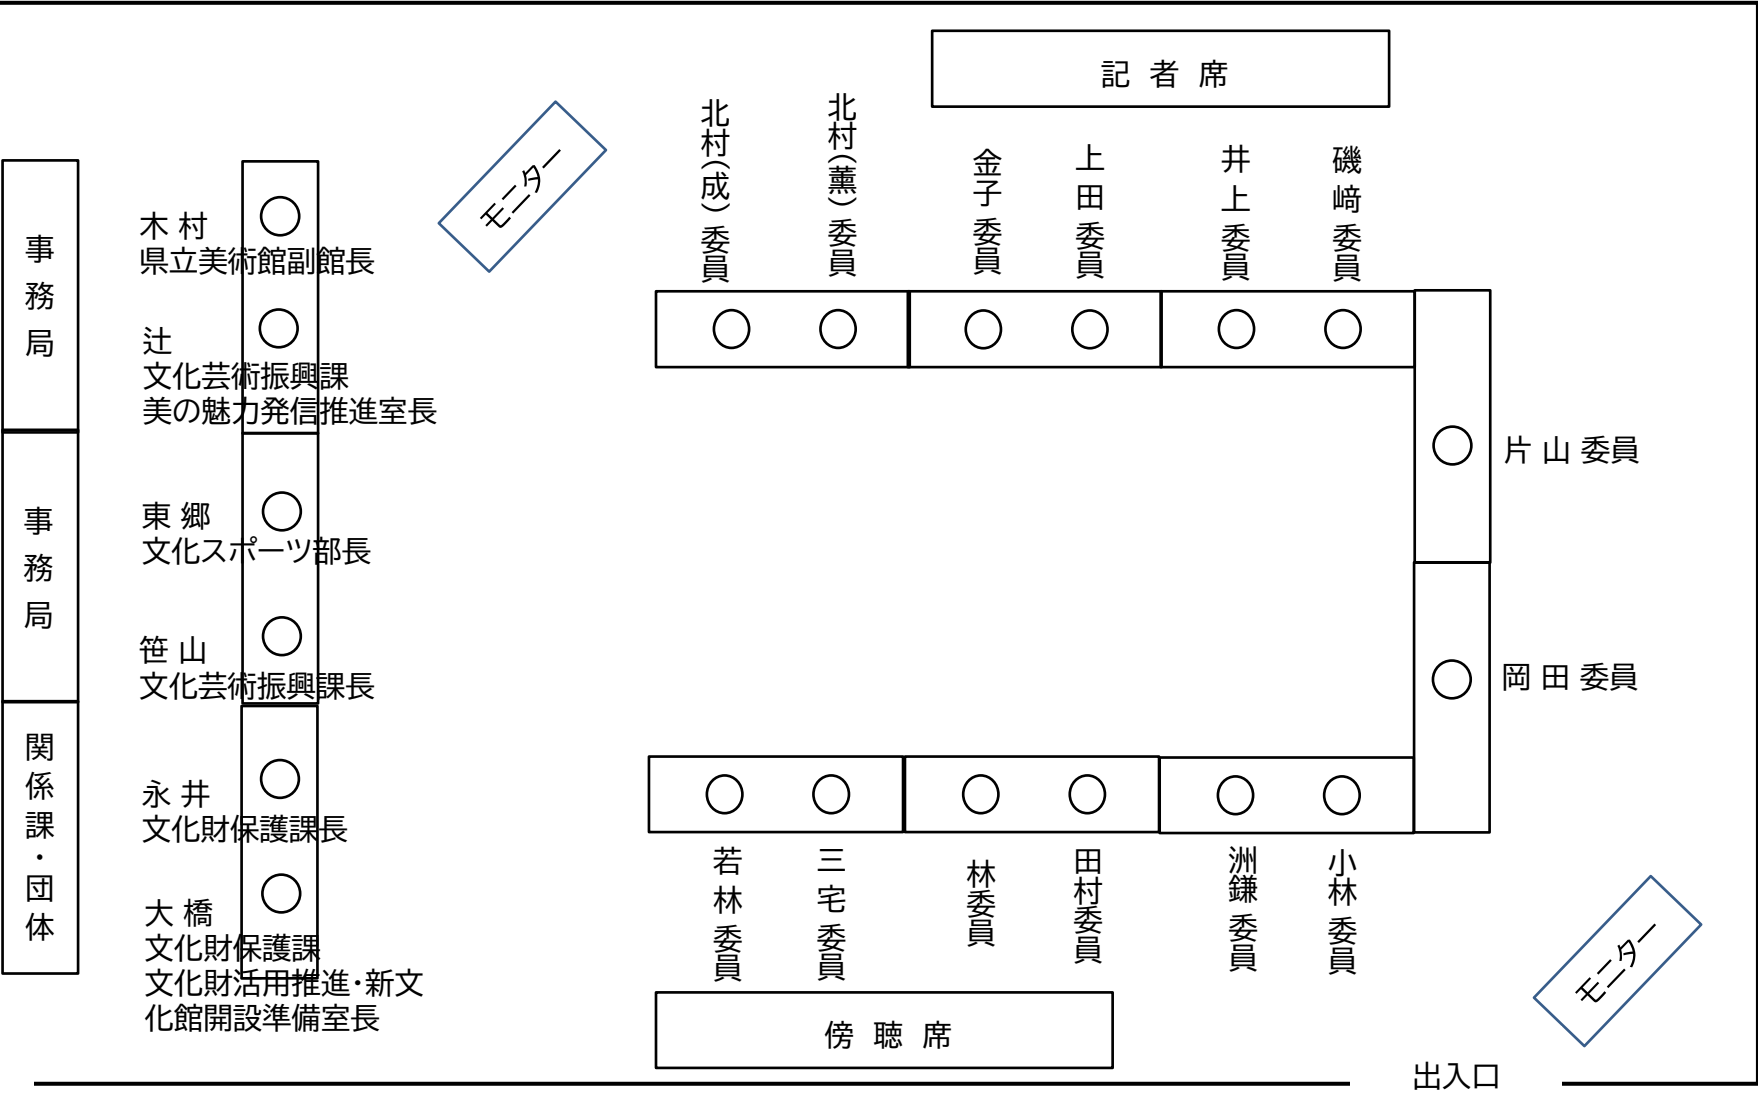 記 者 席
北村(成) 委員
北村(薫) 委員
金子 委員
上 田 委員
井 上 委員
磯 﨑 委員
モニター
事務局
木 村
県立美術館副館長
辻
文化芸術振興課
美の魅力発信推進室長
片 山 委員
事務局
東 郷
文化スポーツ部長
笹 山
文化芸術振興課長
岡 田 委員
関係課・団体
永 井
文化財保護課長
大 橋
文化財保護課
文化財活用推進・新文
化館開設準備室長
若 林 委員
三 宅 委員
林委員
田村委員
洲鎌 委員
小林 委員
モニター
傍 聴 席
出入口